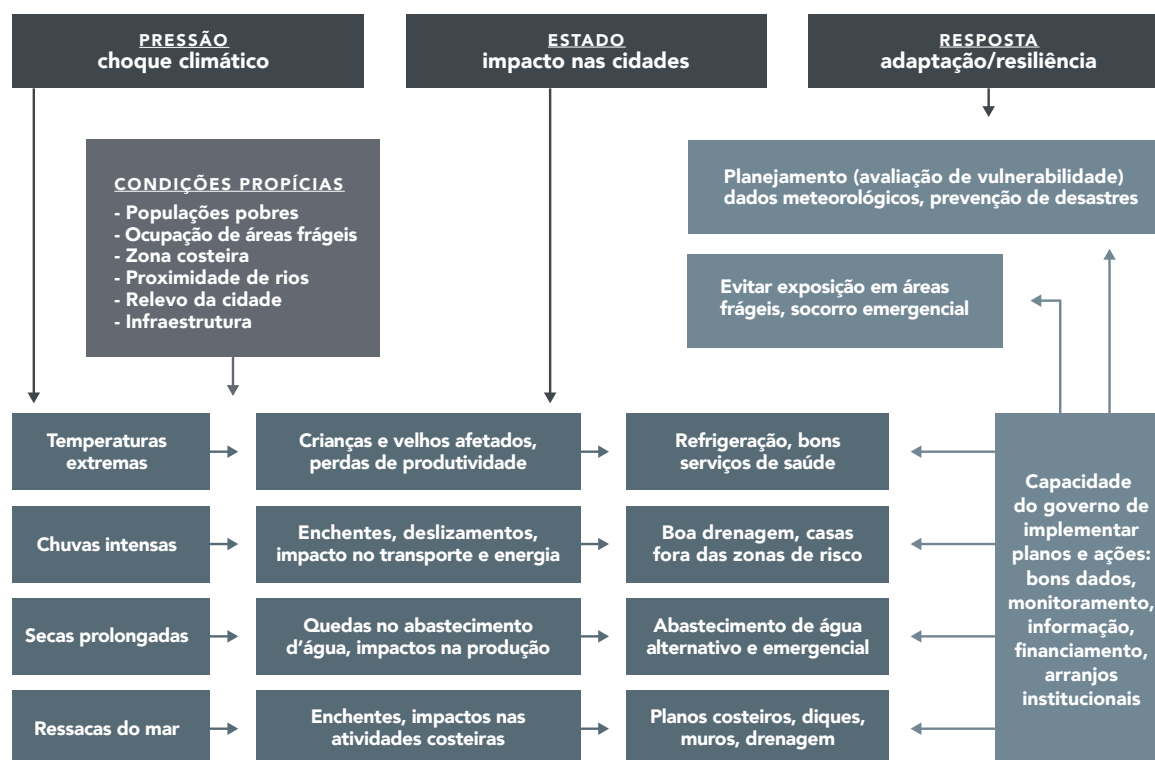 PRESSÃO
choque climático
ESTADO
impacto nas cidades
RESPOSTA
adaptação/resiliência
CONDIÇÕES PROPÍCIAS
- Populações pobres
- Ocupação de áreas frágeis
- Zona costeira
- Proximidade de rios
- Relevo da cidade
- Infraestrutura
Planejamento (avaliação de vulnerabilidade)
dados meteorológicos, prevenção de desastres
Evitar exposição em áreas
frágeis, socorro emergencial
Temperaturas
extremas
Crianças e velhos afetados,
perdas de produtividade
Refrigeração, bons
serviços de saúde
Chuvas intensas
Enchentes, deslizamentos,
impacto no transporte e energia
Boa drenagem, casas
fora das zonas de risco
Secas prolongadas
Quedas no abastecimento
d’água, impactos na produção
Abastecimento de água
alternativo e emergencial
Ressacas do mar
Enchentes, impactos nas
atividades costeiras
Planos costeiros, diques,
muros, drenagem
Capacidade
do governo de
implementar
planos e ações:
bons dados,
monitoramento,
informação,
financiamento,
arranjos
institucionais